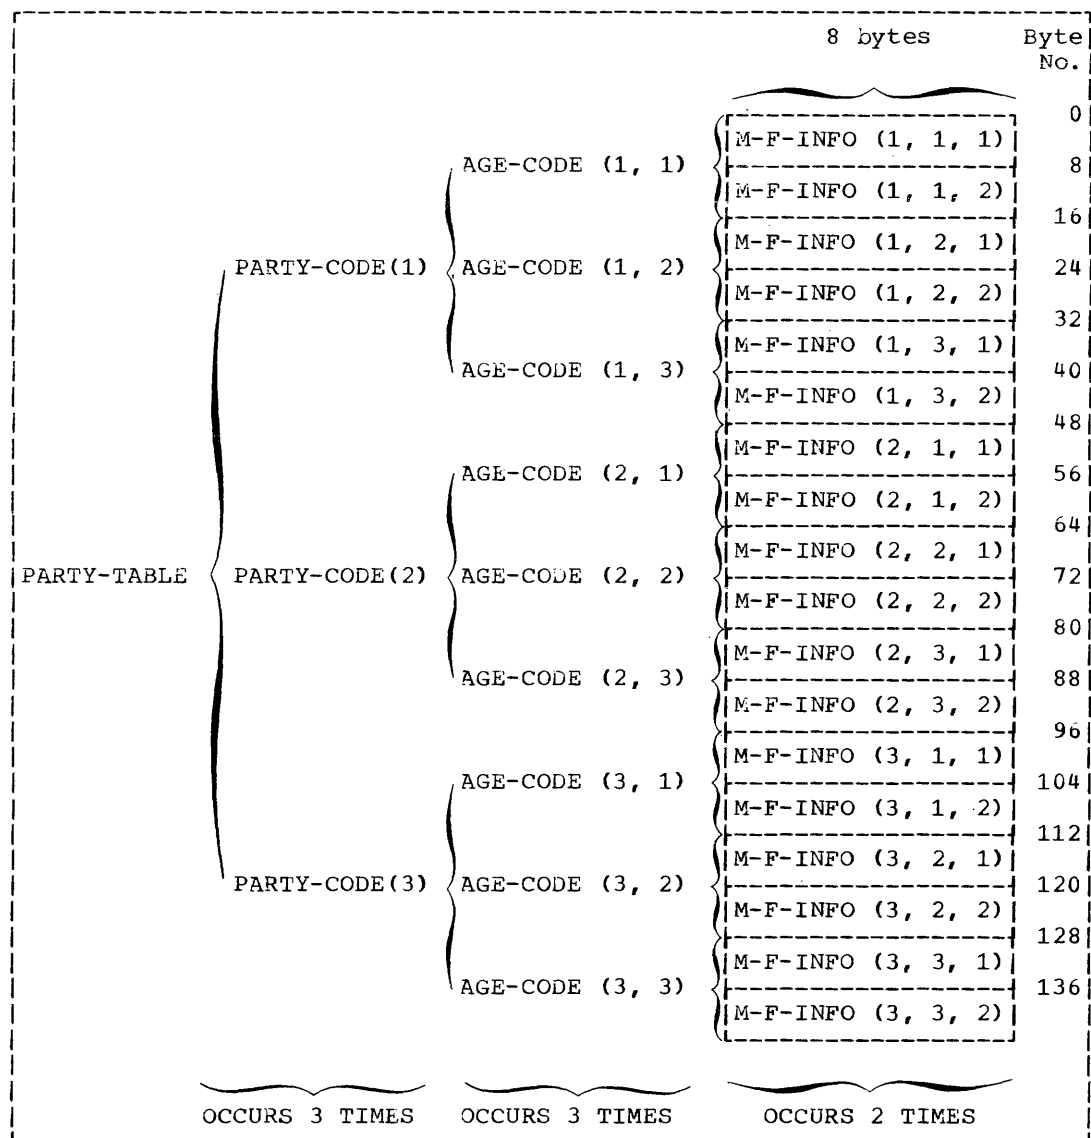 8 bytes Byte
No.
0
M-F-INFO (1, 1, 1)
AGE-CODE (1, 1) 8
M-F-INFO (1, 1, 2)
16
M-F-INFO (1, 2, 1)
PARTY-CODE(1) AGE-CODE (1, 2) 24
M-F-INFO (1, 2, 2)
32
M-F-INFO (1, 3, 1)
AGE-CODE (1, 3) 40
M-F-INFO (1, 3, 2)
48
M-F-INFO (2, 1, 1)
AGE-CODE (2, 1) 56
M-F-INFO (2, 1, 2)
64
M-F-INFO (2, 2, 1)
PARTY-TABLE PARTY-CODE(2) AGE-CODE (2, 2) 72
M-F-INFO (2, 2, 2)
80
M-F-INFO (2, 3, 1)
AGE-CODE (2, 3) 88
M-F-INFO (2, 3, 2)
96
M-F-INFO (3, 1, 1)
AGE-CODE (3, 1) 104
M-F-INFO (3, 1, 2)
112
M-F-INFO (3, 2, 1)
PARTY-CODE(3) AGE-CODE (3, 2) 120
M-F-INFO (3, 2, 2)
128
M-F-INFO (3, 3, 1)
AGE-CODE (3, 3) 136
M-F-INFO (3, 3, 2)
OCCURS 3 TIMES OCCURS 3 TIMES OCCURS 2 TIMES